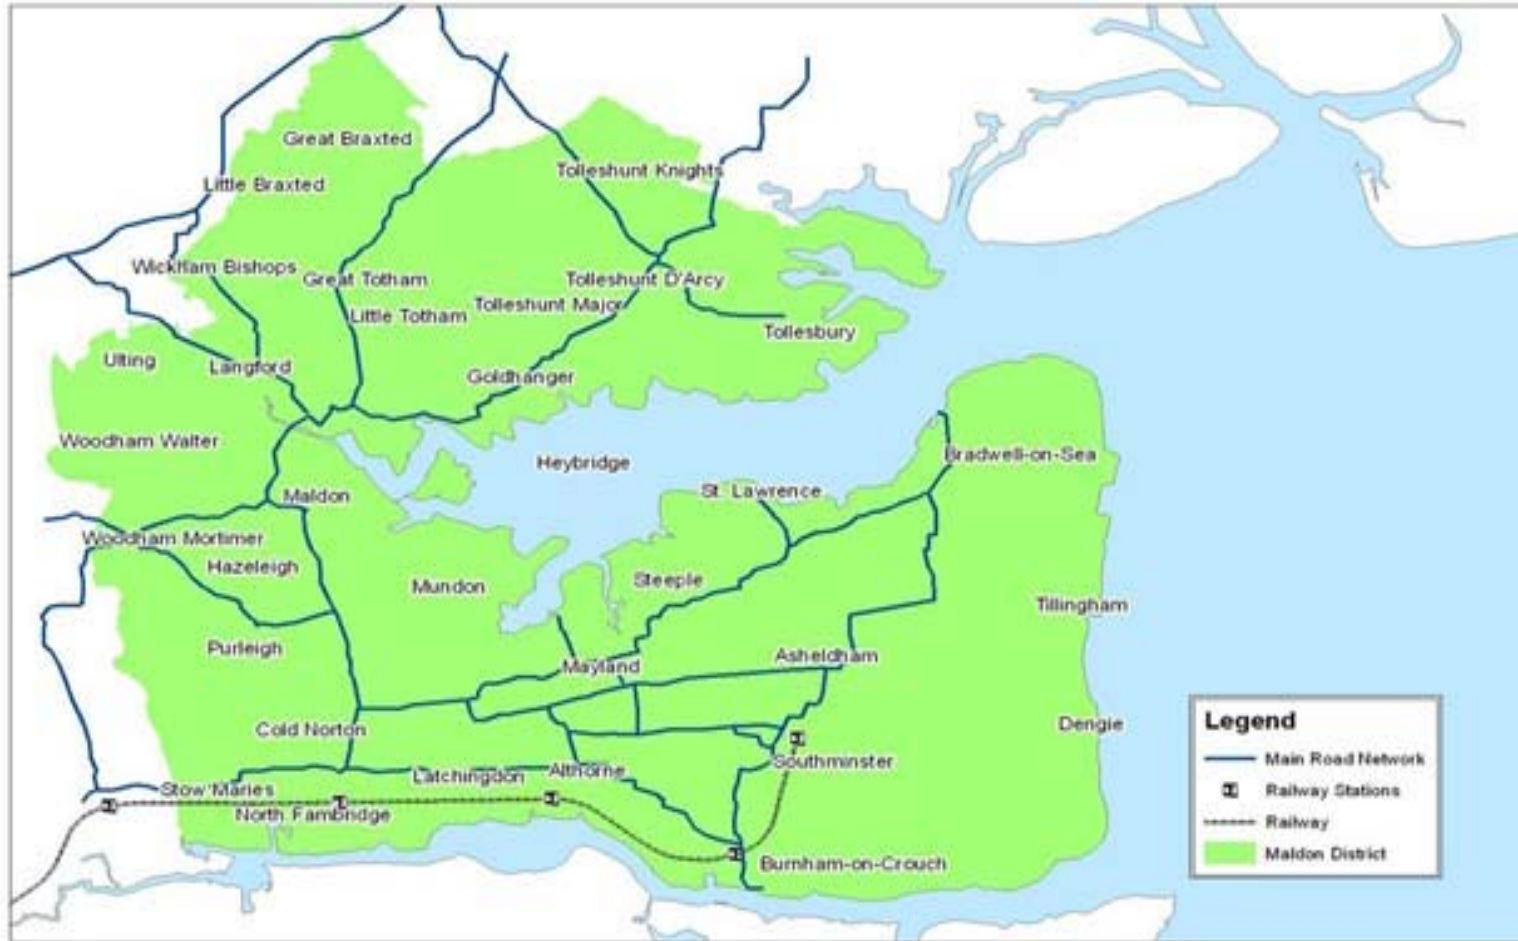 Great Braxted
Little Braxted
Tolleshunt Knights
Wickham Bishops
Great Totham
Tolleshunt D'Arcy
Tolleshunt Major
Little Totham
Tollesbury
Ulting
Langford
Goldhanger
Woodham Walter
Heybridge
Bradwell-on-Sea
Maldon
St. Lawrence
Woodham Mortimer
Hazeleigh
Mundon
Steeple
Tillingham
Purleigh
Mayland
Asheldham
Cold Norton
Dengie
Southminster
Latchingdon
Althorne
Stow Maries
North Fambridge
Burnham-on-Crouch
Legend
Main Road Network
Railway Stations
Railway
Maldon District